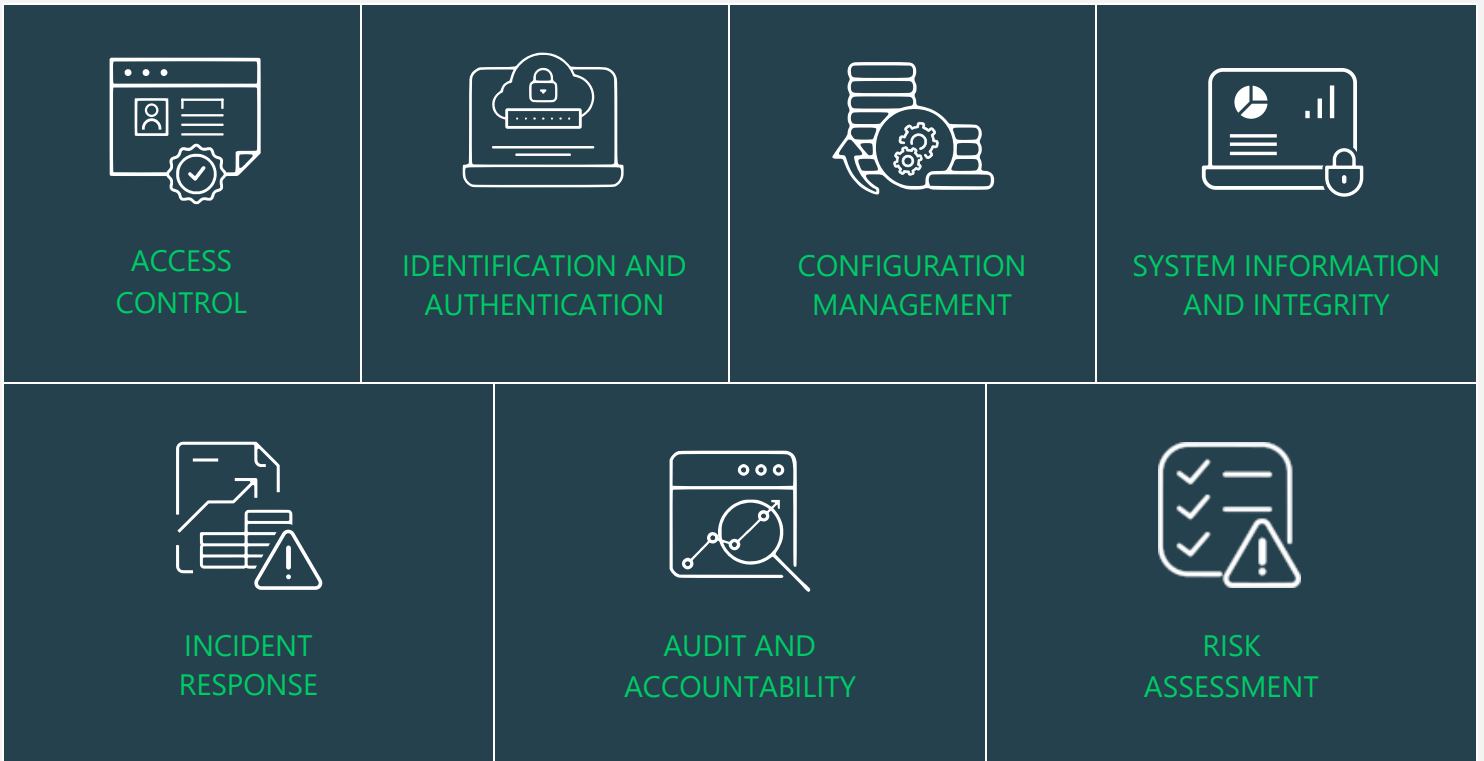 ACCESS
CONTROL
IDENTIFICATION AND
AUTHENTICATION
CONFIGURATION
MANAGEMENT
SYSTEM INFORMATION
AND INTEGRITY
INCIDENT
RESPONSE
AUDIT AND
ACCOUNTABILITY
RISK
ASSESSMENT